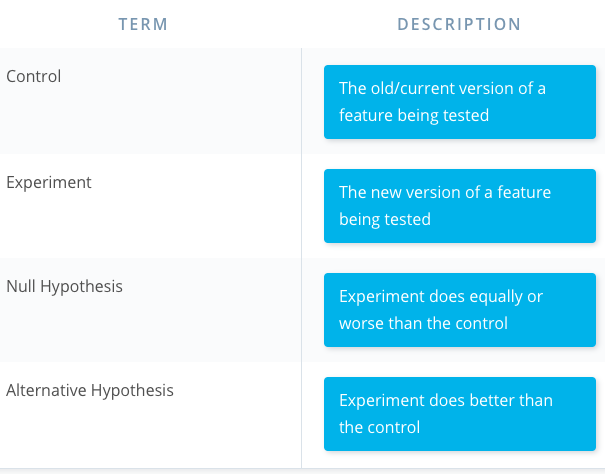 TERM DESCRIPTION
Control
The old/current version of a
feature being tested
Experiment
The new version of a feature
being tested
Null Hypothesis
Experiment does equally or
worse than the control
Alternative Hypothesis
Experiment does better than
the control